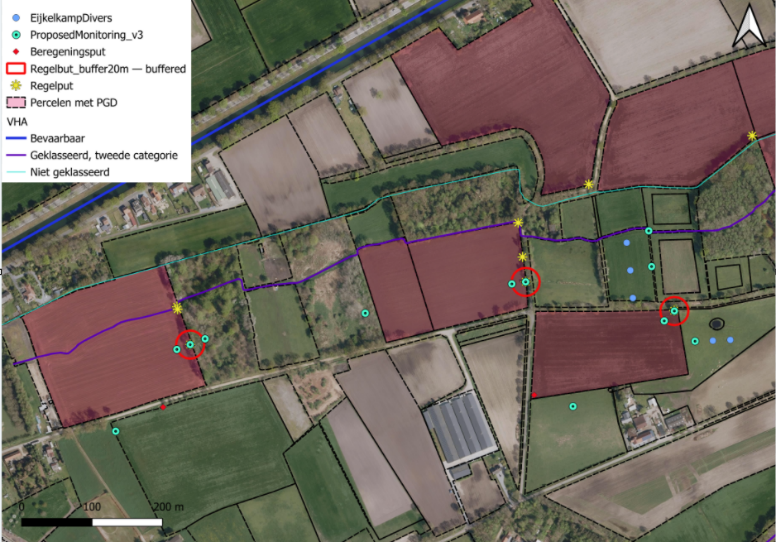 EijkelkampDivers
ProposedMonitoring_v3
Beregeningsput
Regelbut_buffer20m — buffered
Regelput
Percelen met PGD
VHA
Bevaarbaar
Geklasseerd, tweede categorie
Niet geklasseerd
0 100 200 m